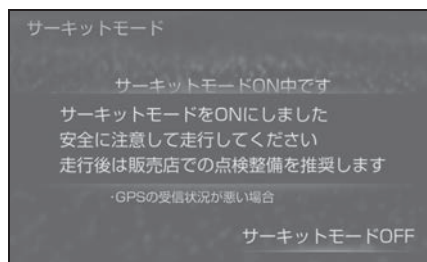 サーキットモード
サーキットモードON中です
サーキットモードをONにしました
安全に注意して走行してください
走行後は販売店での点検整備を推奨します
・GPSの受信状況が悪い場合
サーキットモードOFF